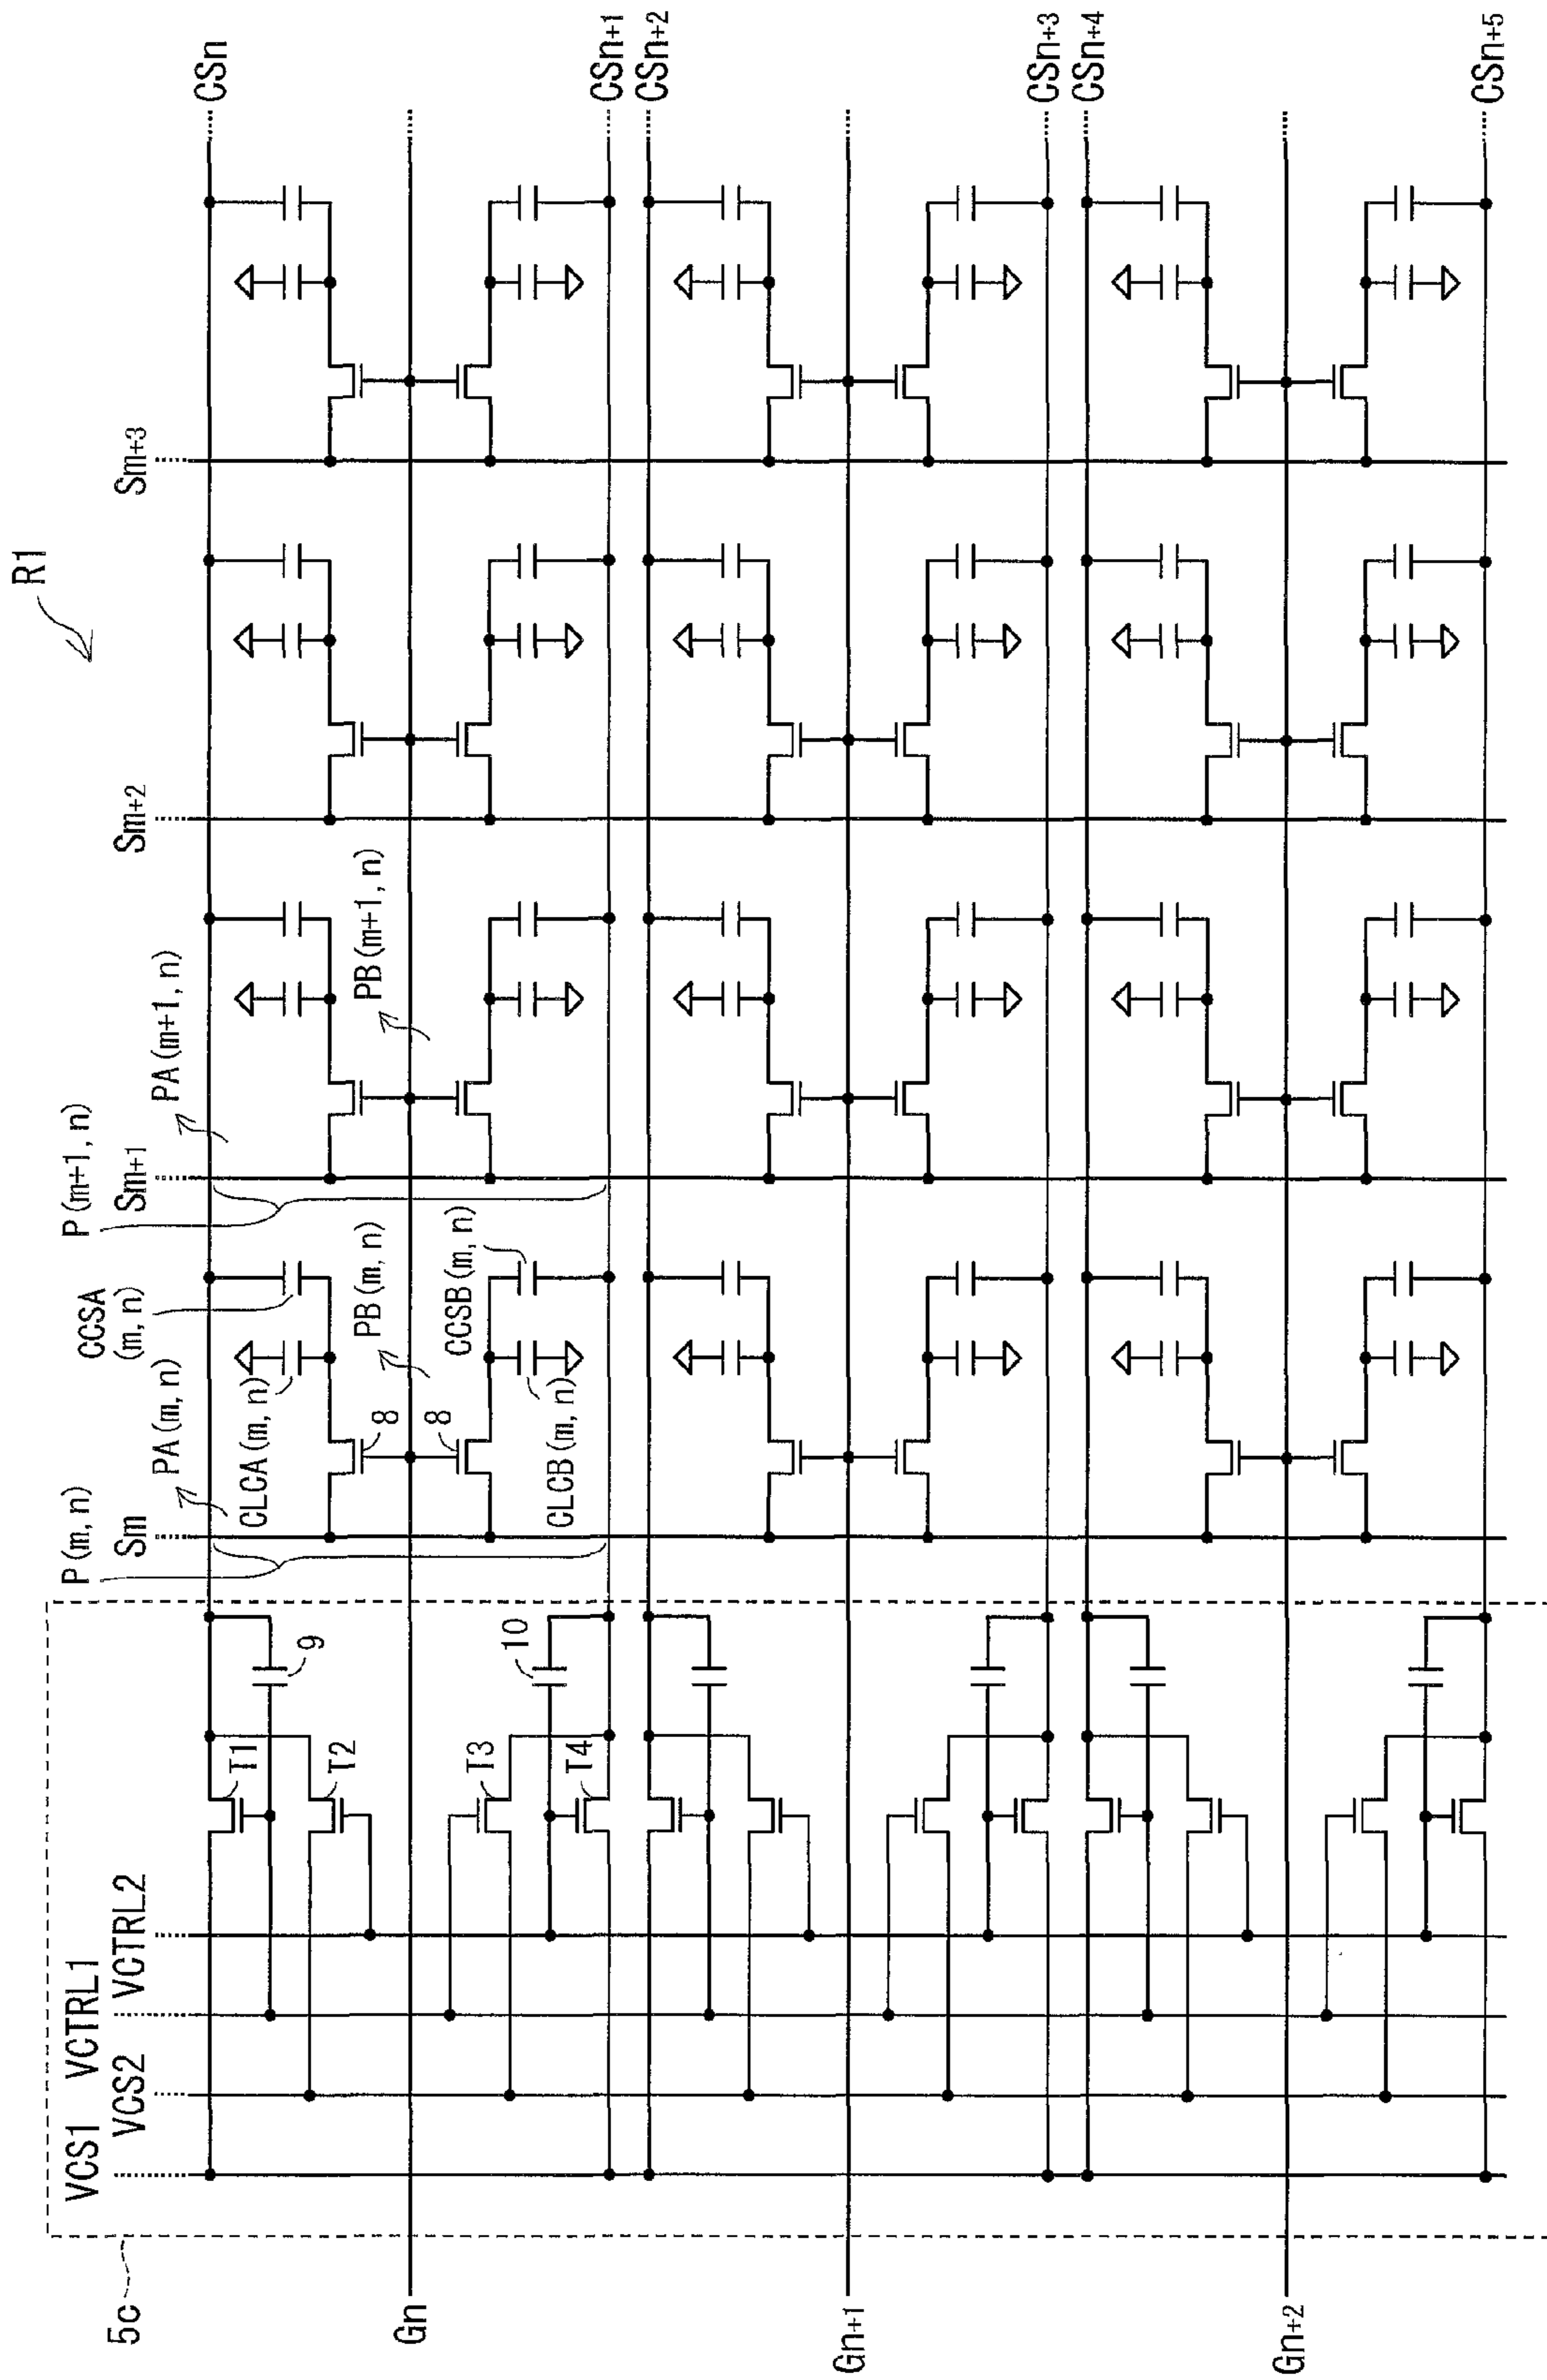 R1
P(m,n)
Sm
PA(m,n)
CCSA
(m,n)
P(m+1,n)
Sm+1
PA(m+1,n)
Sm+2
Sm+3
CSn
CLCA(m,n)
8
PB(m,n)
PB(m+1,n)
8
CLCB(m,n)
CCSB(m,n)
CSn+1
CSn+2
CSn+3
CSn+4
CSn+5
5c
VCS1
VCS2
VCTRL1
VCTRL2
T1
9
T2
T3
10
T4
Gn
Gn+1
Gn+2